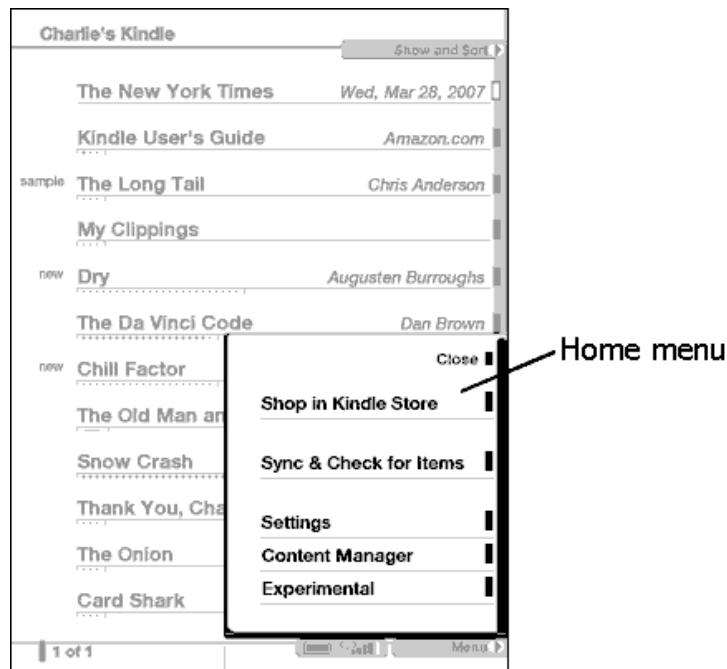 Charlie's Kindle
Show and Sort
The New York Times Wed, Mar 28, 2007
Kindle User's Guide Amazon.com
sample The Long Tail Chris Anderson
My Clippings
new Dry Augusten Burroughs
The Da Vinci Code Dan Brown
Close
Home menu
new Chill Factor
Shop in Kindle Store
The Old Man an
Snow Crash
Sync & Check for Items
Thank You, Cha
Settings
The Onion
Content Manager
Experimental
Card Shark
1 of 1
Menu